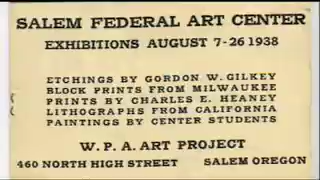 SALEM FEDERAL ART CENTER
EXHIBITIONS AUGUST 7-26 1938
ETCHINGS BY GORDON W. GILKEY
BLOCK PRINTS FROM MILWAUKEE
PRINTS BY CHARLES E. HEANEY
LITHOGRAPHS FROM CALIFORNIA
PAINTINGS BY CENTER STUDENTS
W. P. A. ART PROJECT
460 NORTH HIGH STREET SALEM OREGON